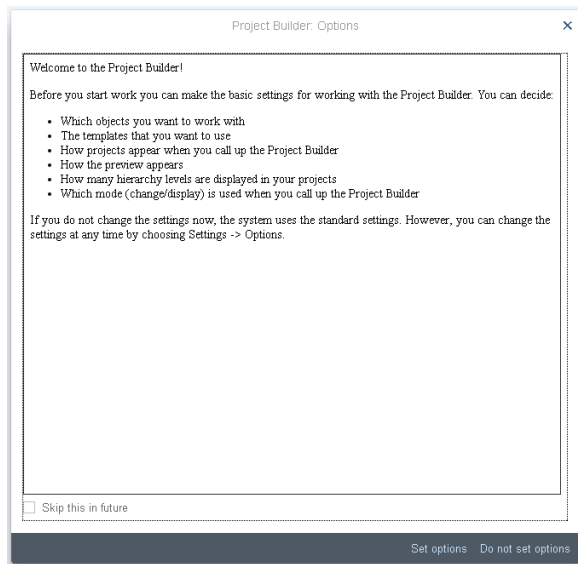 Project Builder: Options
Welcome to the Project Builder!
Before you start work you can make the basic settings for working with the Project Builder. You can decide:
• Which objects you want to work with
• The templates that you want to use
• How projects appear when you call up the Project Builder
• How the preview appears
• How many hierarchy levels are displayed in your projects
• Which mode (change/display) is used when you call up the Project Builder
If you do not change the settings now, the system uses the standard settings. However, you can change the
settings at any time by choosing Settings -> Options.
Skip this in future
Set options Do not set options